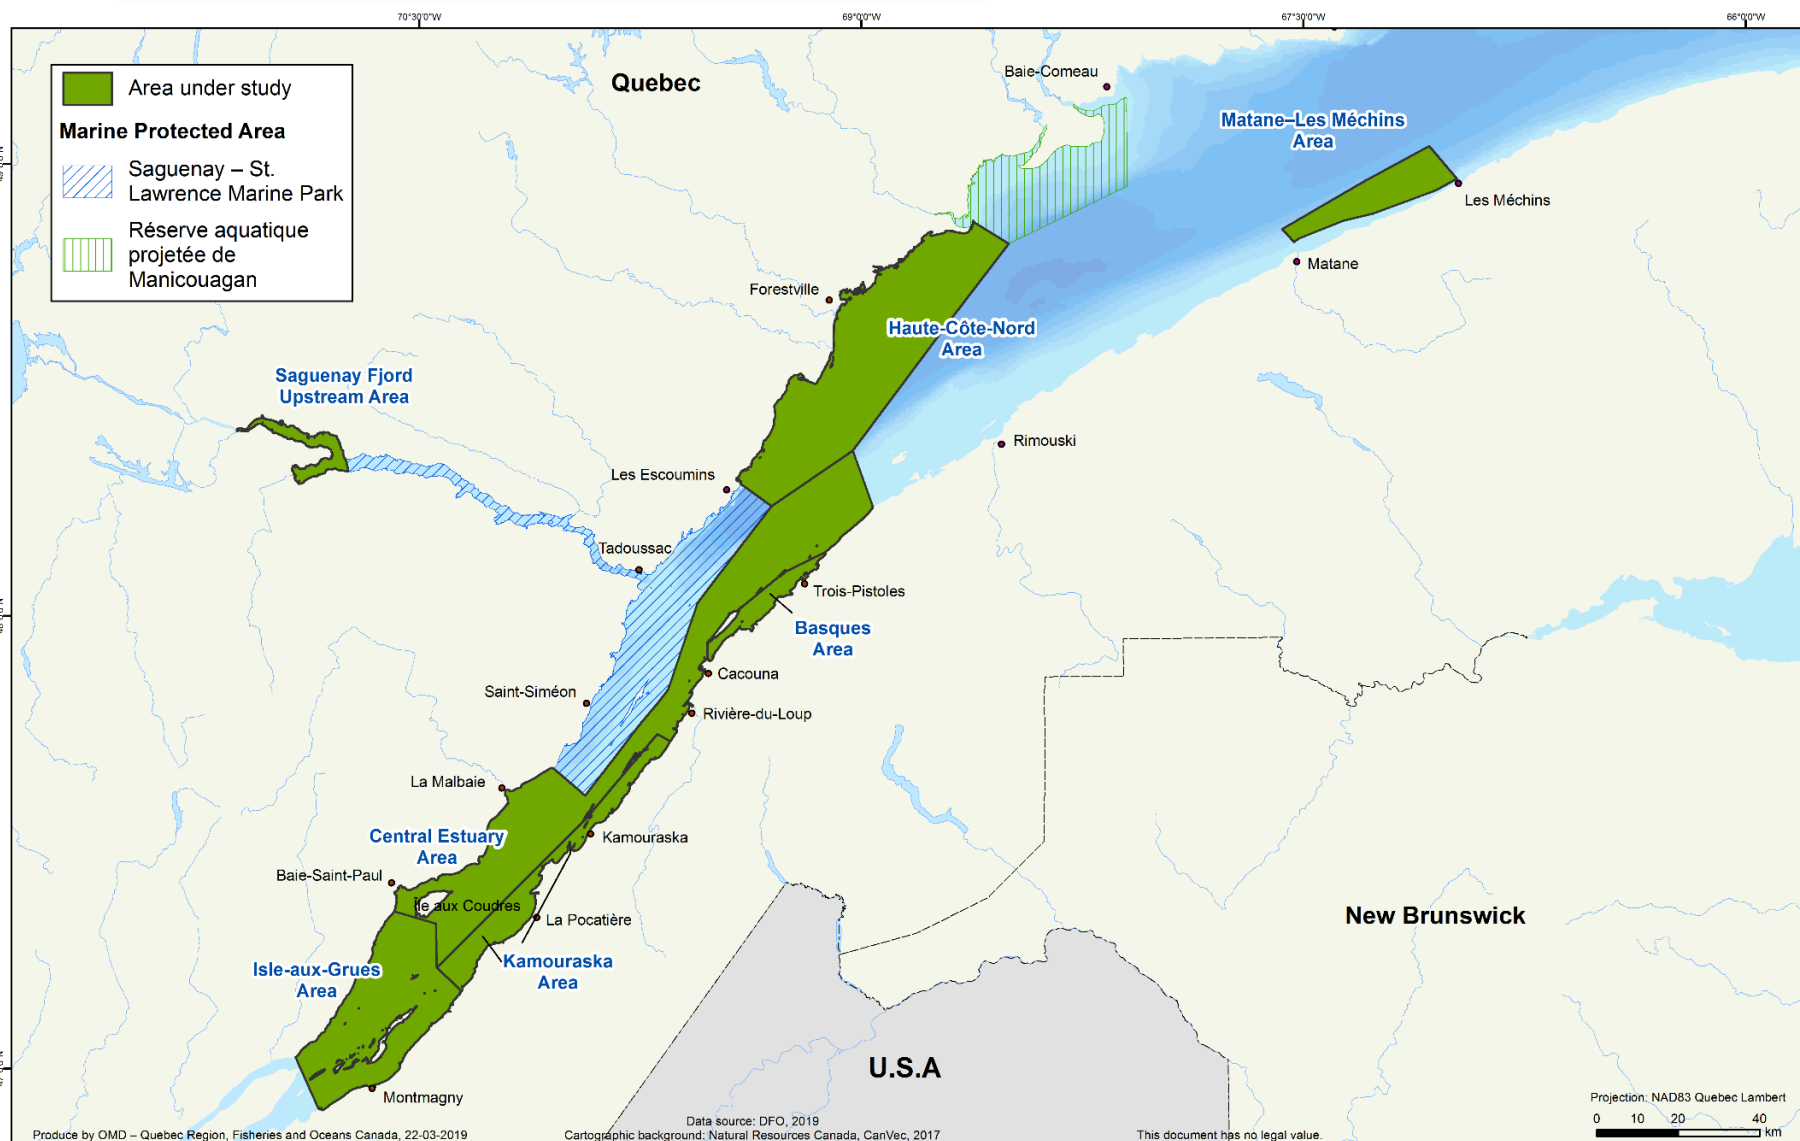 70°30'0"W
69°0'0"W
67°30'0"W
66°0'0"W
Quebec
Baie-Comeau
Area under study
Marine Protected Area
Saguenay – St.
Lawrence Marine Park
Réserve aquatique
projetée de
Manicouagan
Matane–Les Méchins
Area
Les Méchins
Matane
Forestville
Haute-Côte-Nord
Area
Saguenay Fjord
Upstream Area
Rimouski
Les Escoumins
Tadoussac
Trois-Pistoles
Basques
Area
Cacouna
Saint-Siméon
Rivière-du-Loup
La Malbaie
Central Estuary
Area
Kamouraska
Baie-Saint-Paul
Île aux Coudres
La Pocatière
New Brunswick
Isle-aux-Grues
Area
Kamouraska
Area
U.S.A
Montmagny
Projection: NAD83 Quebec Lambert
0 10 20 40
km
Data source: DFO, 2019
Produce by OMD – Quebec Region, Fisheries and Oceans Canada, 22-03-2019
Cartographic background: Natural Resources Canada, CanVec, 2017
This document has no legal value.